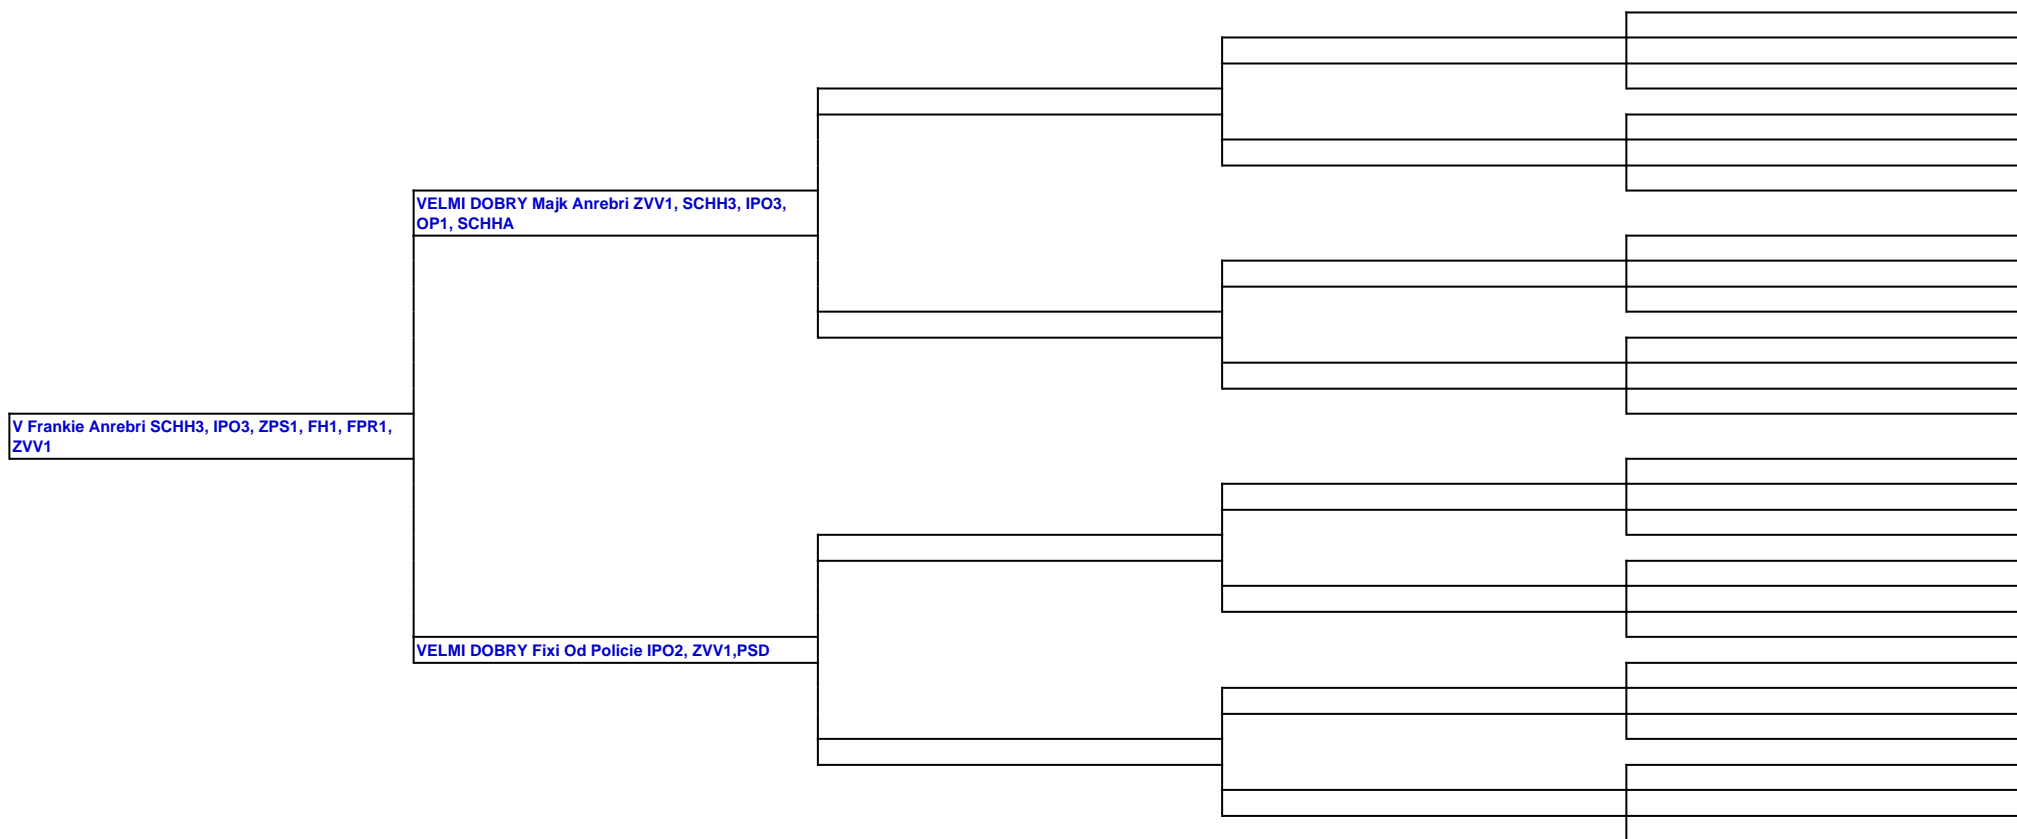 VELMI DOBRY Majk Anrebri ZVV1, SCHH3, IPO3,
OP1, SCHHA
V Frankie Anrebri SCHH3, IPO3, ZPS1, FH1, FPR1,
ZVV1
VELMI DOBRY Fixi Od Policie IPO2, ZVV1,PSD